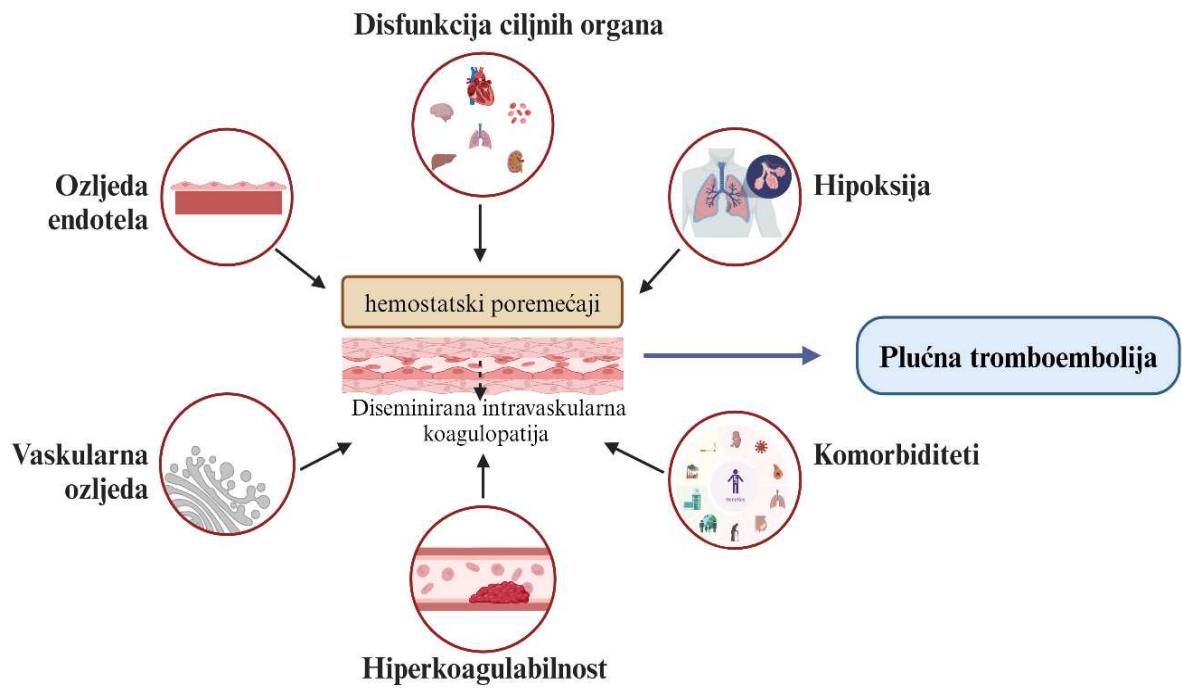 Disfunkcija ciljnih organa
Ozljeda
endotela
Hipoksija
hemostatski poremećaji
Plućna tromboembolija
Diseminirana intravaskularna
koagulopatija
Vaskularna
ozljeda
Komorbiditeti
Hiperkoagulabilnost